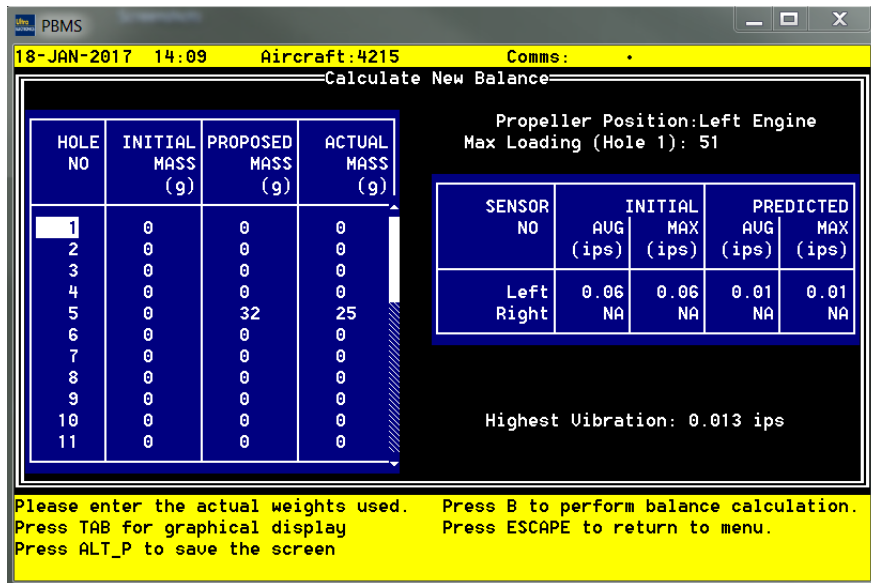 PBMS
18-JAN-2017 14:09 Aircraft:4215 Comms: •
Calculate New Balance
Propeller Position:Left Engine
Max Loading (Hole 1): 51
HOLE NO INITIAL MASS (g) PROPOSED MASS (g) ACTUAL MASS (g)
1 0 0 0
2 0 0 0
3 0 0 0
4 0 0 0
5 0 32 25
6 0 0 0
7 0 0 0
8 0 0 0
9 0 0 0
10 0 0 0
11 0 0 0
SENSOR NO INITIAL PREDICTED
AVG (ips) MAX (ips) AVG (ips) MAX (ips)
Left 0.06 0.06 0.01 0.01
Right NA NA NA NA
Highest Vibration: 0.013 ips
Please enter the actual weights used. Press B to perform balance calculation.
Press TAB for graphical display Press ESCAPE to return to menu.
Press ALT_P to save the screen